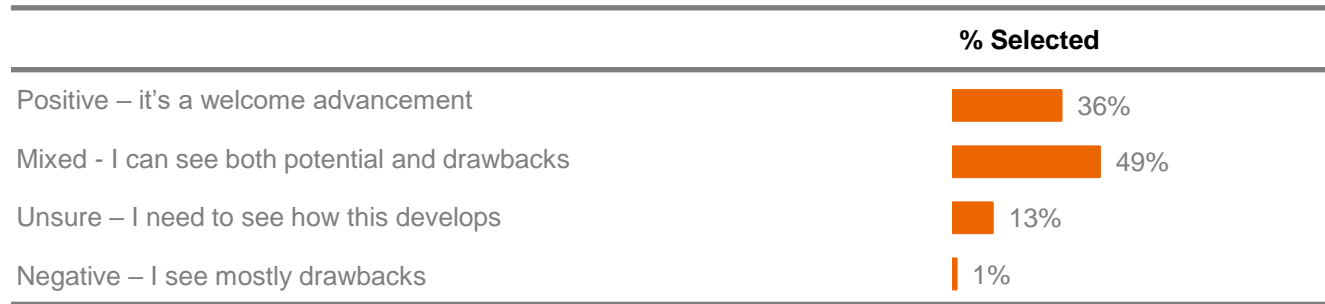 % Selected
Positive – it’s a welcome advancement 36%
Mixed - I can see both potential and drawbacks 49%
Unsure – I need to see how this develops 13%
Negative – I see mostly drawbacks 1%